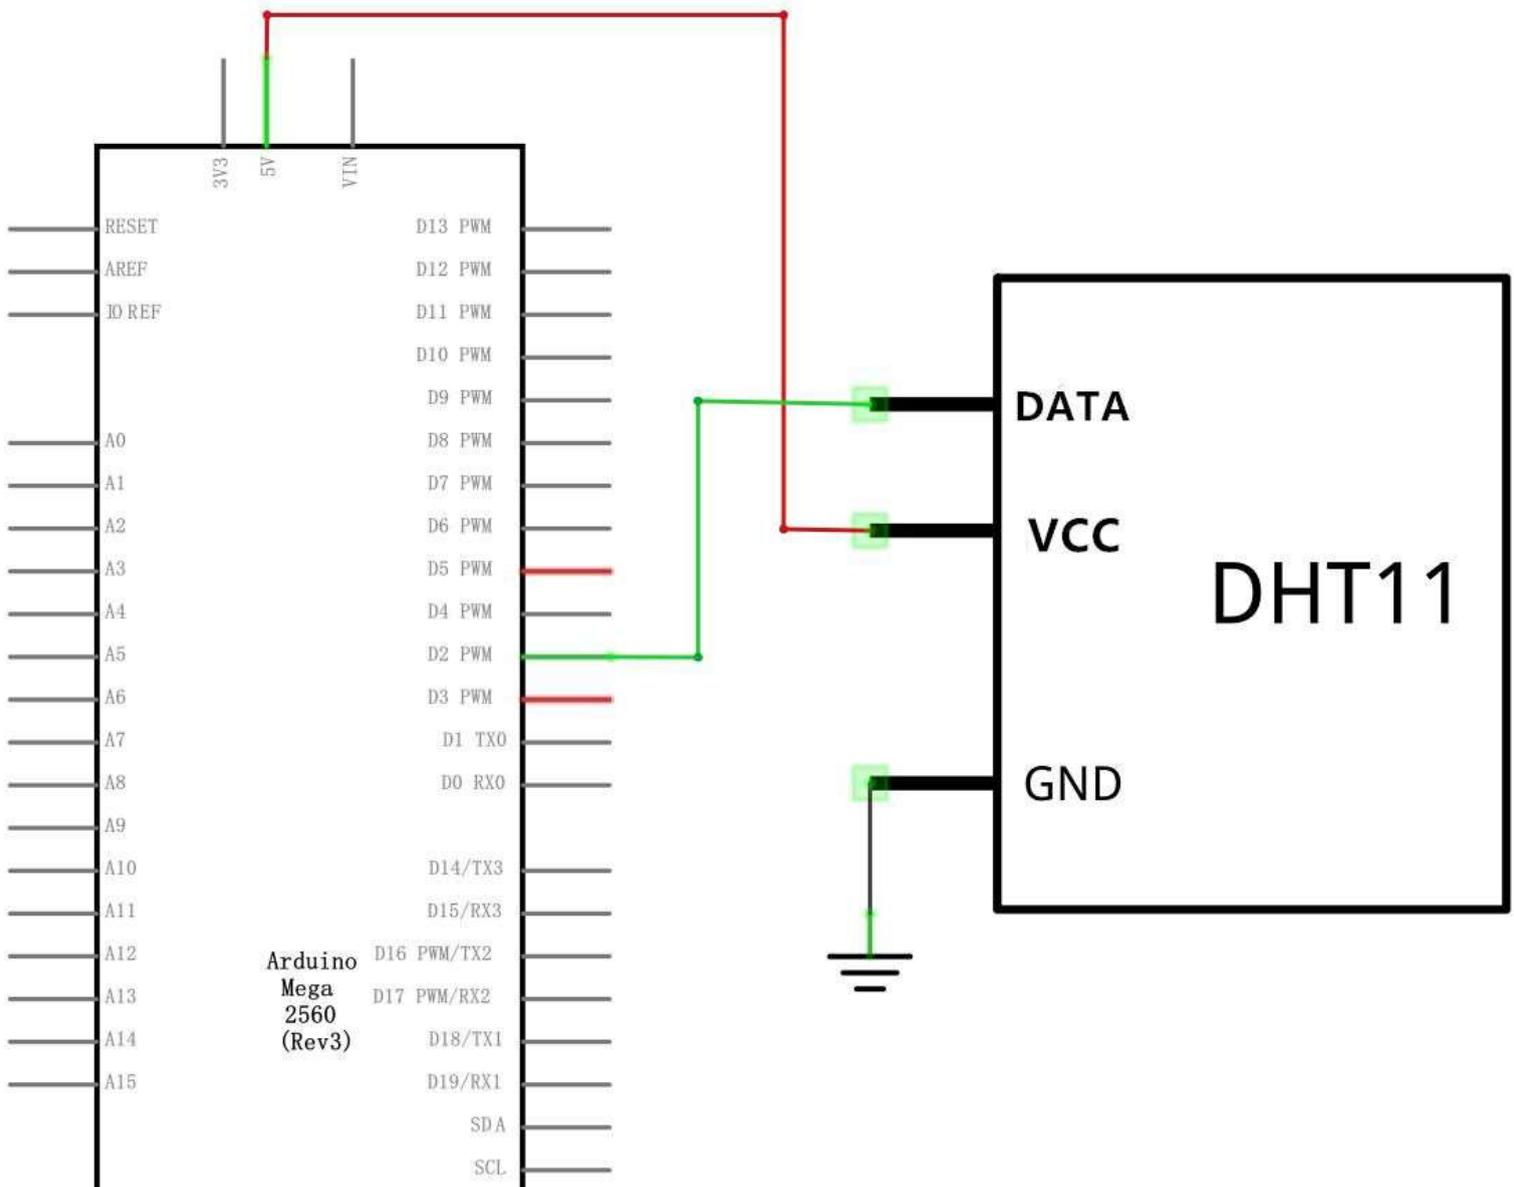 3V3
5V
VIN
RESET
AREF
IO REF
A0
A1
A2
A3
A4
A5
A6
A7
A8
A9
A10
A11
A12
A13
A14
A15
D13 PWM
D12 PWM
D11 PWM
D10 PWM
D9 PWM
D8 PWM
D7 PWM
D6 PWM
D5 PWM
D4 PWM
D2 PWM
D3 PWM
D1 TX0
D0 RX0
D14/TX3
D15/RX3
D16 PWM/TX2
D17 PWM/RX2
D18/TX1
D19/RX1
SDA
SCL
Arduino
Mega
2560
(Rev3)
DATA
VCC
DHT11
GND